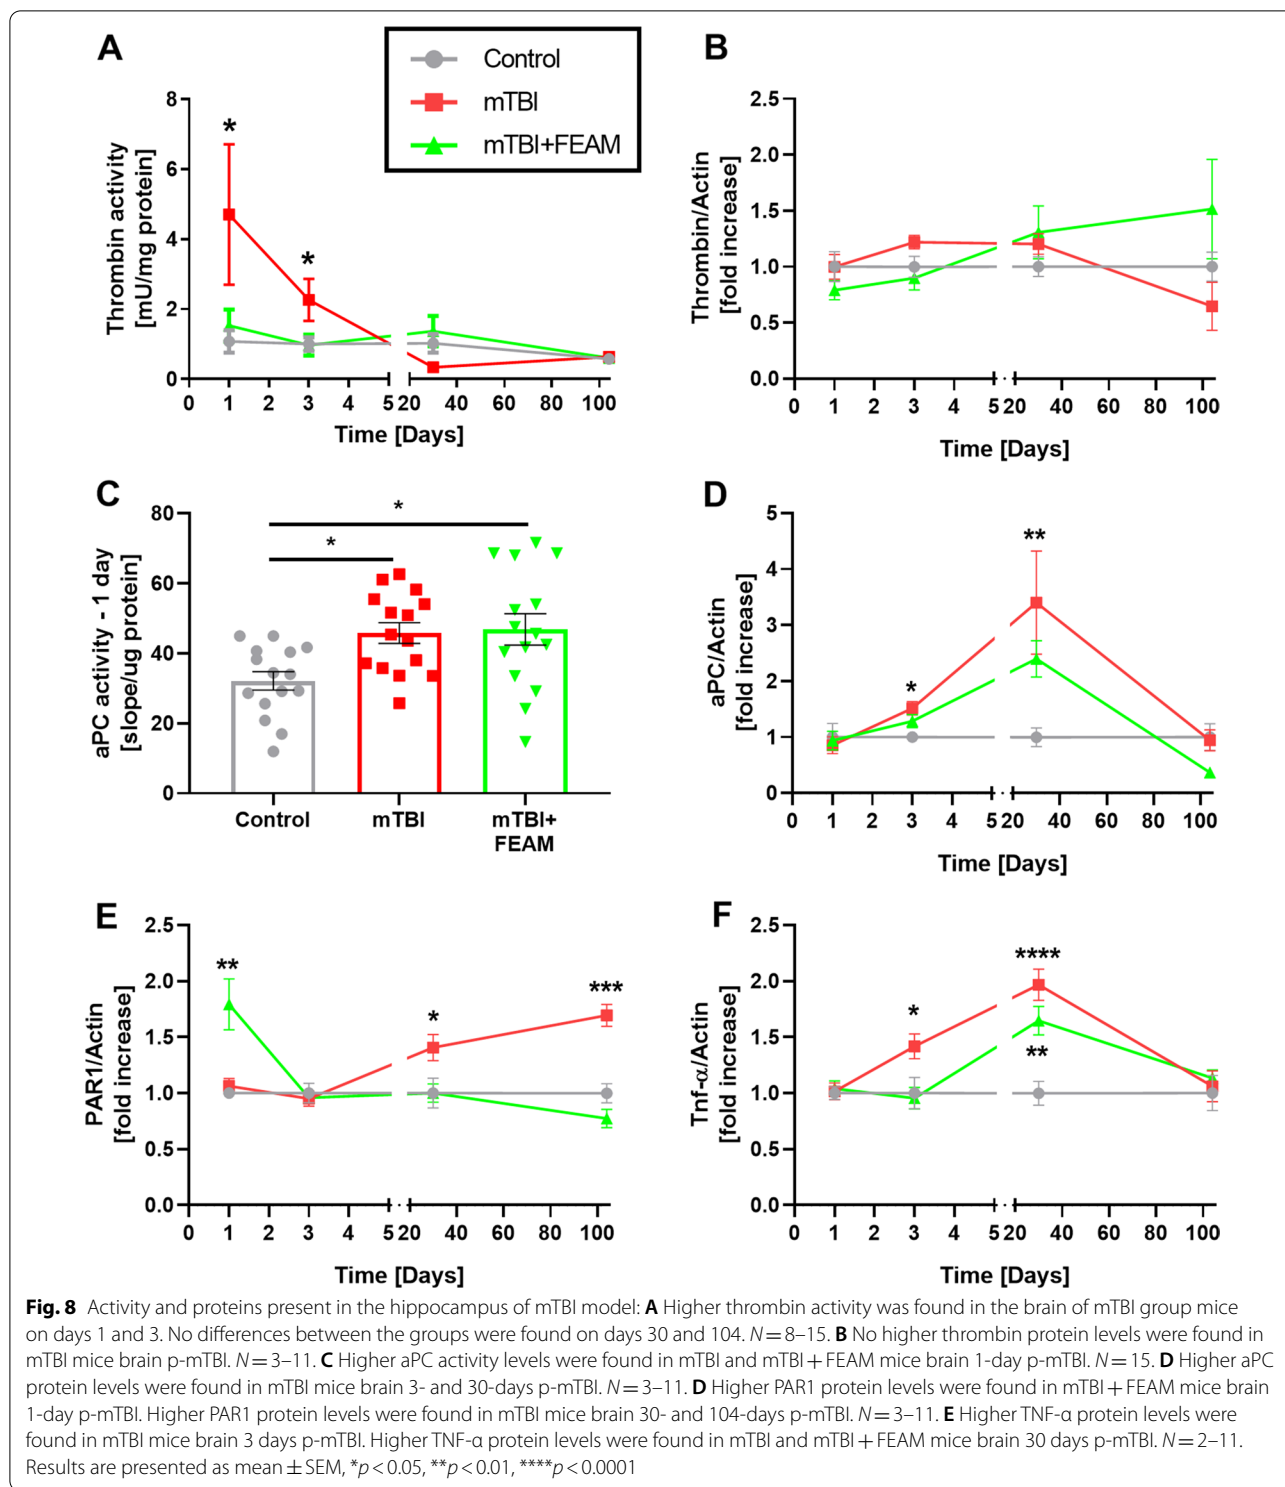 A
Control
mTBI
mTBI+FEAM
Thrombin activity
[mU/mg protein]
8
6
4
2
0
*
*
0 1 2 3 4 5 20 40 60 80 100
Time [Days]
B
Thrombin/Actin
[fold increase]
2.5
2.0
1.5
1.0
0.5
0.0
0 1 2 3 4 5 20 40 60 80 100
Time [Days]
C
aPC activity - 1 day
[slope/ug protein]
80
60
40
20
0
*
*
Control mTBI mTBI+
FEAM
D
aPC/Actin
[fold increase]
5
4
3
2
1
0
*
**
0 1 2 3 4 5 20 40 60 80 100
Time [Days]
E
PAR1/Actin
[fold increase]
2.5
2.0
1.5
1.0
0.5
0.0
**
*
***
0 1 2 3 4 5 20 40 60 80 100
Time [Days]
F
Tnf-α/Actin
[fold increase]
2.5
2.0
1.5
1.0
0.5
0.0
*
****
**
0 1 2 3 4 5 20 40 60 80 100
Time [Days]
Fig. 8 Activity and proteins present in the hippocampus of mTBI model: A Higher thrombin activity was found in the brain of mTBI group mice
on days 1 and 3. No differences between the groups were found on days 30 and 104. N = 8–15. B No higher thrombin protein levels were found in
mTBI mice brain p-mTBI. N = 3–11. C Higher aPC activity levels were found in mTBI and mTBI + FEAM mice brain 1-day p-mTBI. N = 15. D Higher aPC
protein levels were found in mTBI mice brain 3- and 30-days p-mTBI. N = 3–11. D Higher PAR1 protein levels were found in mTBI + FEAM mice brain
1-day p-mTBI. Higher PAR1 protein levels were found in mTBI mice brain 30- and 104-days p-mTBI. N = 3–11. E Higher TNF-α protein levels were
found in mTBI mice brain 3 days p-mTBI. Higher TNF-α protein levels were found in mTBI and mTBI + FEAM mice brain 30 days p-mTBI. N = 2–11.
Results are presented as mean ± SEM, *p < 0.05, **p < 0.01, ****p < 0.0001